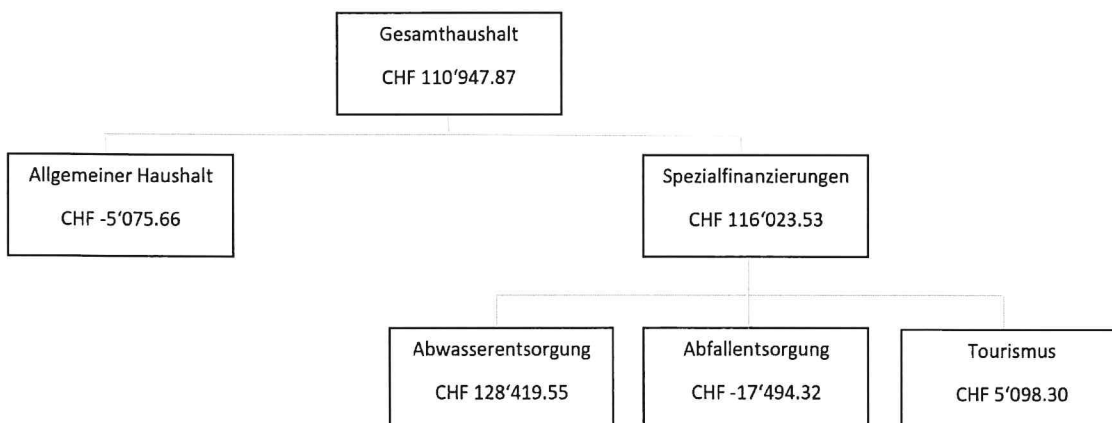 Gesamthaushalt
CHF 110‘947.87
Allgemeiner Haushalt
CHF -5‘075.66
Spezialfinanzierungen
CHF 116‘023.53
Abwasserentsorgung
CHF 128‘419.55
Abfallentsorgung
CHF -17‘494.32
Tourismus
CHF 5‘098.30